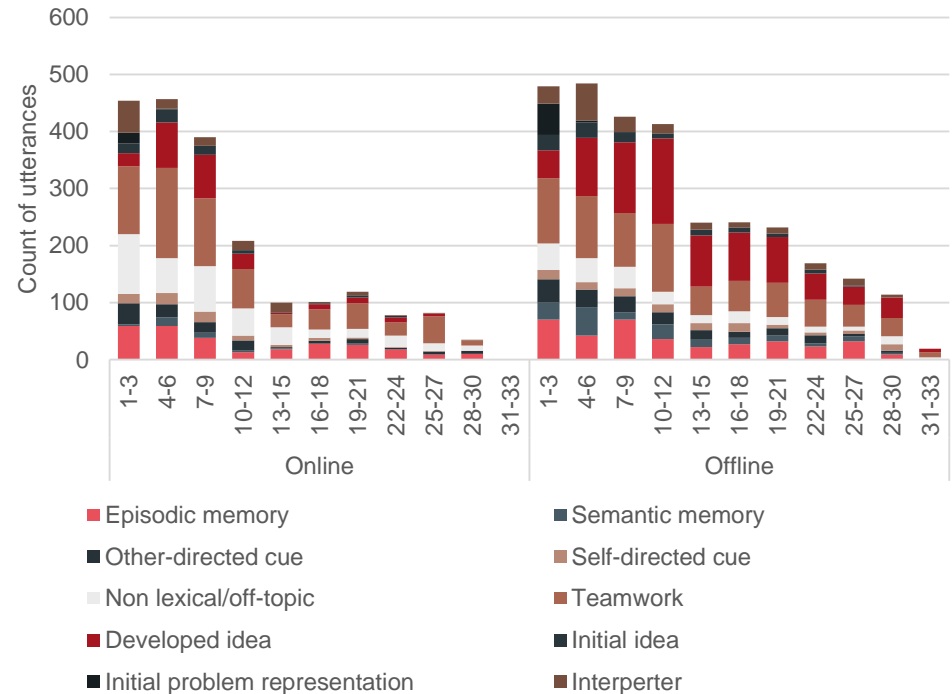 600
500
400
300
200
100
0
Count of utterances
1-3 4-6 7-9 10-12 13-15 16-18 19-21 22-24 25-27 28-30 31-33 1-3 4-6 7-9 10-12 13-15 16-18 19-21 22-24 25-27 28-30 31-33
Online Offline
Episodic memory Semantic memory
Other-directed cue Self-directed cue
Non lexical/off-topic Teamwork
Developed idea Initial idea
Initial problem representation Interperter